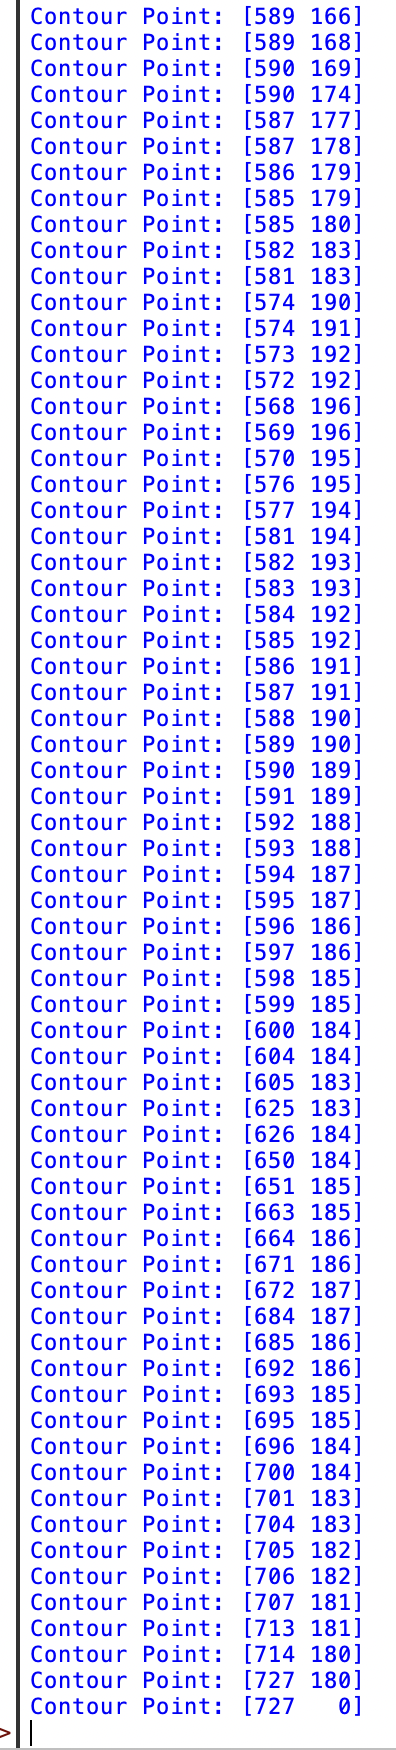 Contour Point: [589 166]
Contour Point: [589 168]
Contour Point: [590 169]
Contour Point: [590 174]
Contour Point: [587 177]
Contour Point: [587 178]
Contour Point: [586 179]
Contour Point: [585 179]
Contour Point: [585 180]
Contour Point: [582 183]
Contour Point: [581 183]
Contour Point: [574 190]
Contour Point: [574 191]
Contour Point: [573 192]
Contour Point: [572 192]
Contour Point: [568 196]
Contour Point: [569 196]
Contour Point: [570 195]
Contour Point: [576 195]
Contour Point: [577 194]
Contour Point: [581 194]
Contour Point: [582 193]
Contour Point: [583 193]
Contour Point: [584 192]
Contour Point: [585 192]
Contour Point: [586 191]
Contour Point: [587 191]
Contour Point: [588 190]
Contour Point: [589 190]
Contour Point: [590 189]
Contour Point: [591 189]
Contour Point: [592 188]
Contour Point: [593 188]
Contour Point: [594 187]
Contour Point: [595 187]
Contour Point: [596 186]
Contour Point: [597 186]
Contour Point: [598 185]
Contour Point: [599 185]
Contour Point: [600 184]
Contour Point: [604 184]
Contour Point: [605 183]
Contour Point: [625 183]
Contour Point: [626 184]
Contour Point: [650 184]
Contour Point: [651 185]
Contour Point: [663 185]
Contour Point: [664 186]
Contour Point: [671 186]
Contour Point: [672 187]
Contour Point: [684 187]
Contour Point: [685 186]
Contour Point: [692 186]
Contour Point: [693 185]
Contour Point: [695 185]
Contour Point: [696 184]
Contour Point: [700 184]
Contour Point: [701 183]
Contour Point: [704 183]
Contour Point: [705 182]
Contour Point: [706 182]
Contour Point: [707 181]
Contour Point: [713 181]
Contour Point: [714 180]
Contour Point: [727 180]
Contour Point: [727   0]
>